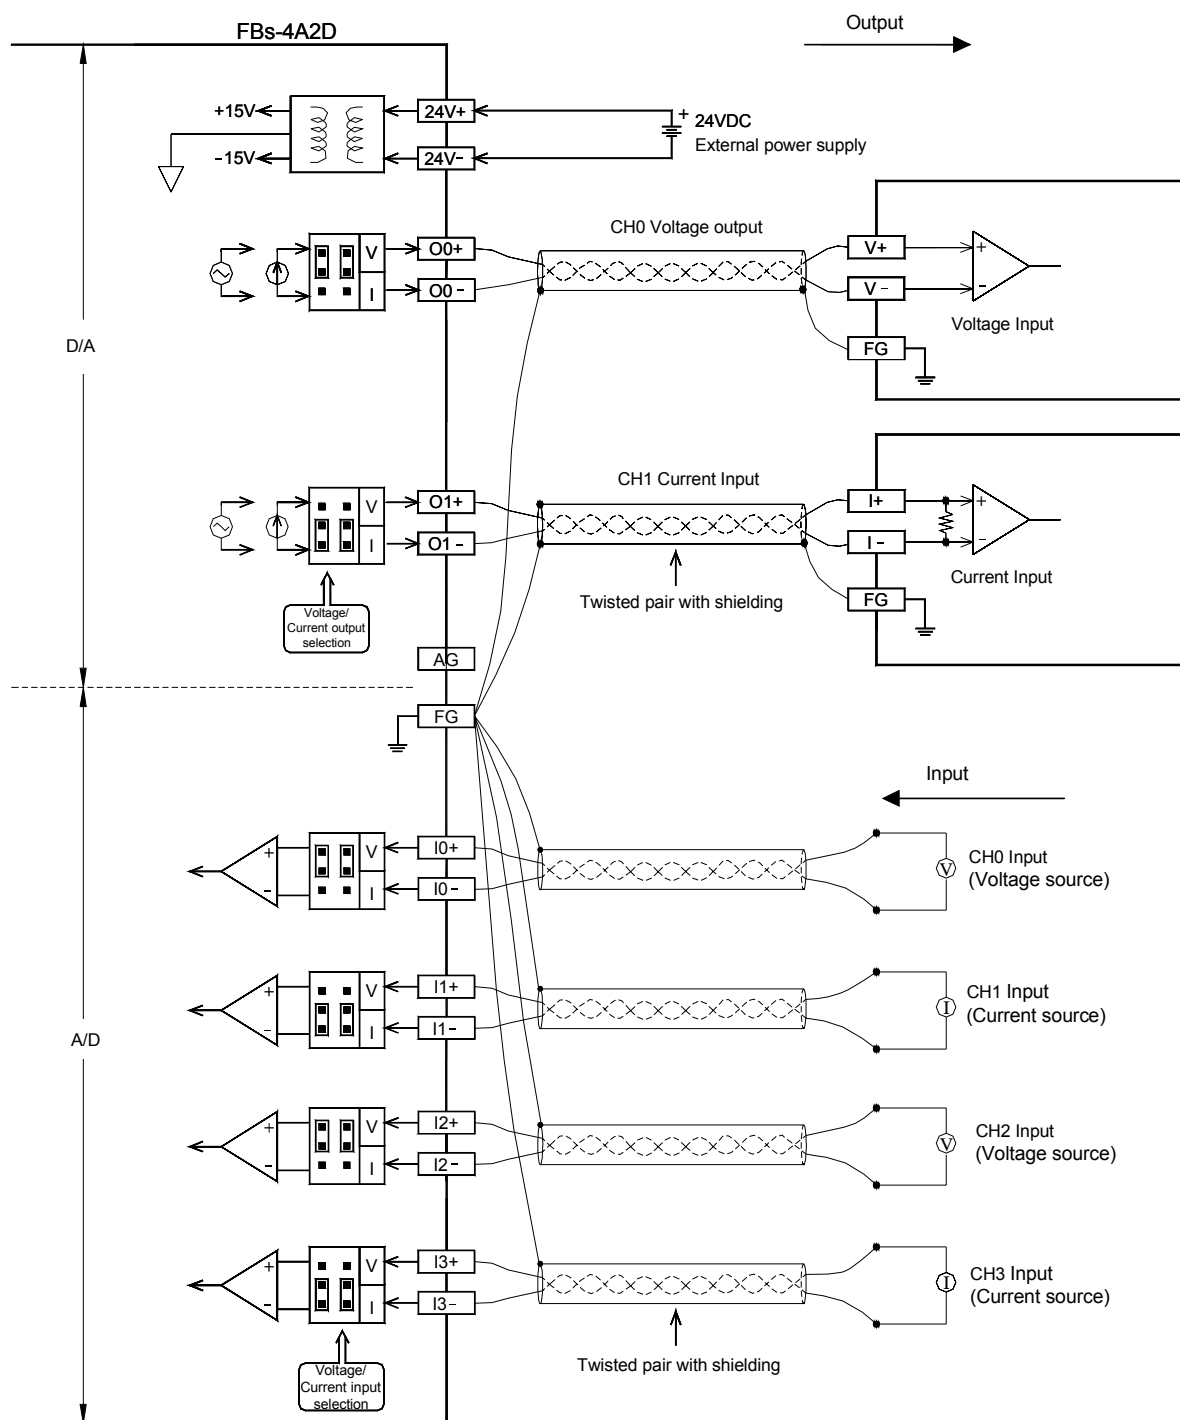 FBs-4A2D
Output
+15V
24V+
+
24VDC
External power supply
−15V
24V−
CH0 Voltage output
V
O0+
V+
+
I
O0−
V−
−
Voltage Input
FG
D/A
CH1 Current Input
V
O1+
I+
+
I
O1−
I−
−
Current Input
Twisted pair with shielding
FG
Voltage/
Current output
selection
AG
FG
Input
+
V
I0+
CH0 Input
V
(Voltage source)
−
I
I0−
+
V
I1+
CH1 Input
I
(Current source)
−
I
I1−
A/D
+
V
I2+
CH2 Input
V
(Voltage source)
−
I
I2−
+
V
I3+
CH3 Input
I
(Current source)
−
I
I3−
Twisted pair with shielding
Voltage/
Current input
selection